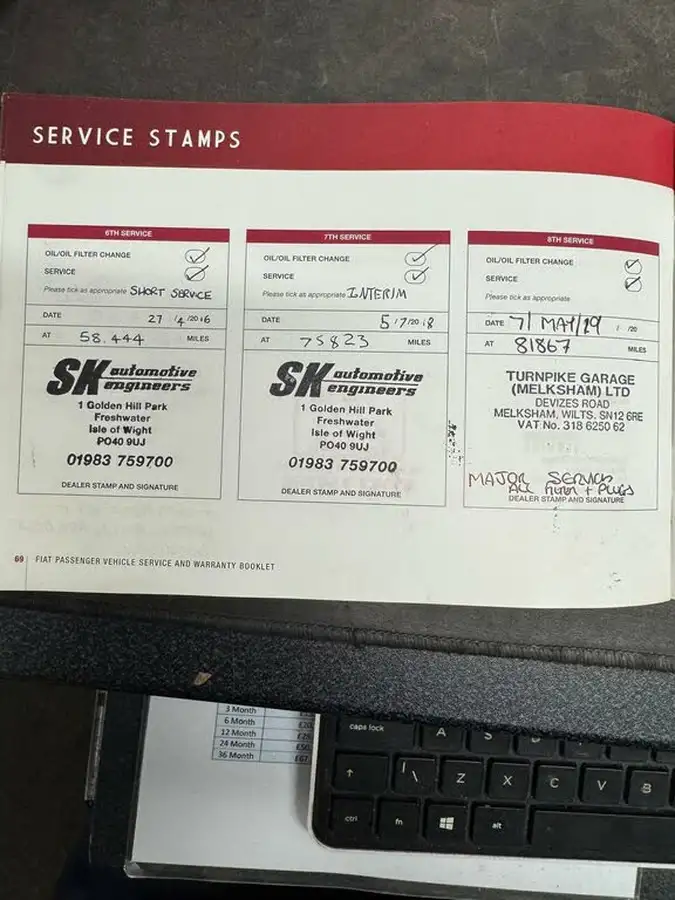 SERVICE STAMPS
6TH SERVICE
OIL/OIL FILTER CHANGE
SERVICE
Please tick as appropriate SHORT SERVICE
DATE 27 / 4 / 20 16
AT 58.444 MILES
SK automotive
engineers
1 Golden Hill Park
Freshwater
Isle of Wight
PO40 9UJ
01983 759700
DEALER STAMP AND SIGNATURE
7TH SERVICE
OIL/OIL FILTER CHANGE
SERVICE
Please tick as appropriate INTERIM
DATE 5 / 7 / 20 18
AT 75823 MILES
SK automotive
engineers
1 Golden Hill Park
Freshwater
Isle of Wight
PO40 9UJ
01983 759700
DEALER STAMP AND SIGNATURE
8TH SERVICE
OIL/OIL FILTER CHANGE
SERVICE
Please tick as appropriate
DATE 7/ MAY/19 / /20
AT 81867 MILES
TURNPIKE GARAGE
(MELKSHAM) LTD
DEVIZES ROAD
MELKSHAM, WILTS. SN12 6RE
VAT No. 318 6250 62
MAJOR SERVICE
ALL FILTER + PLUGS
DEALER STAMP AND SIGNATURE
69 | FIAT PASSENGER VEHICLE SERVICE AND WARRANTY BOOKLET
3 Month
6 Month
12 Month
24 Month
36 Month
caps lock A S D
\ Z X C V B
ctrl fn alt